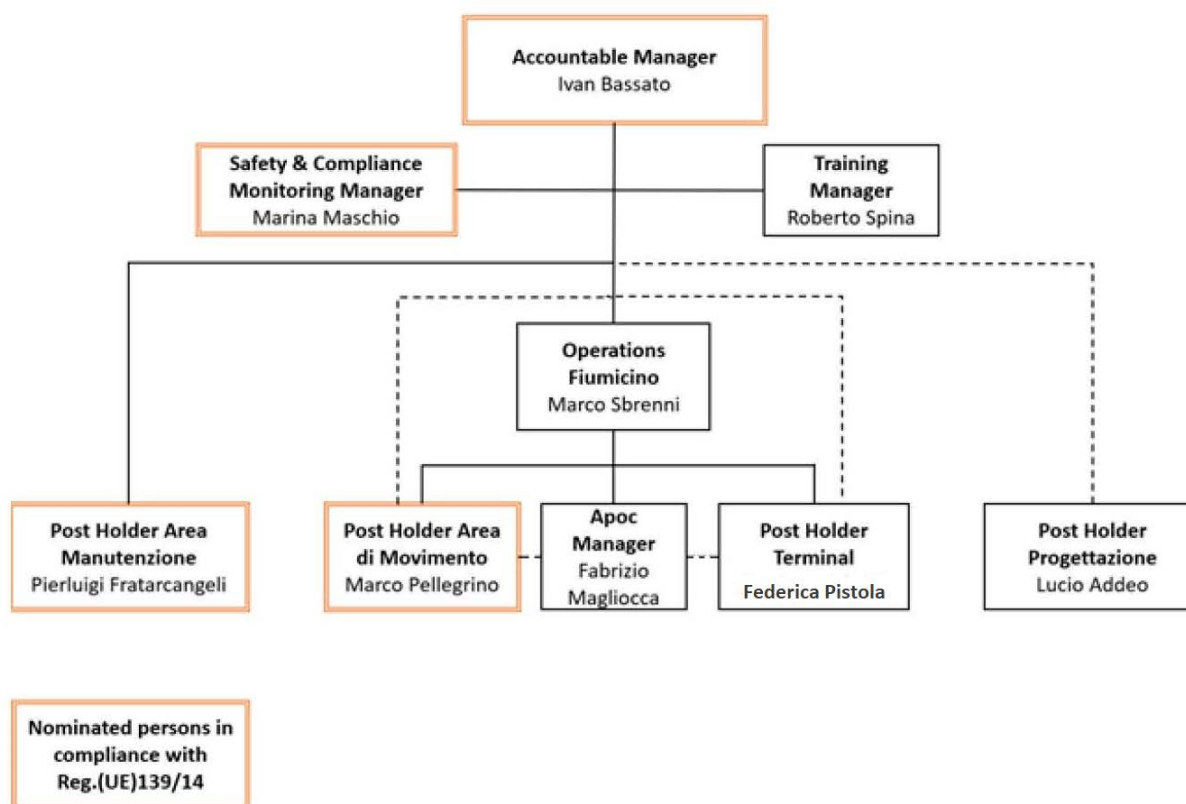 Accountable Manager
Ivan Bassato
Safety & Compliance
Monitoring Manager
Marina Maschio
Training
Manager
Roberto Spina
Operations
Fiumicino
Marco Sbrenni
Post Holder Area
Manutenzione
Pierluigi Fratarcangeli
Post Holder Area
di Movimento
Marco Pellegrino
Apoc
Manager
Fabrizio
Magliocca
Post Holder
Terminal
Federica Pistola
Post Holder
Progettazione
Lucio Addeo
Nominated persons in
compliance with
Reg.(UE)139/14